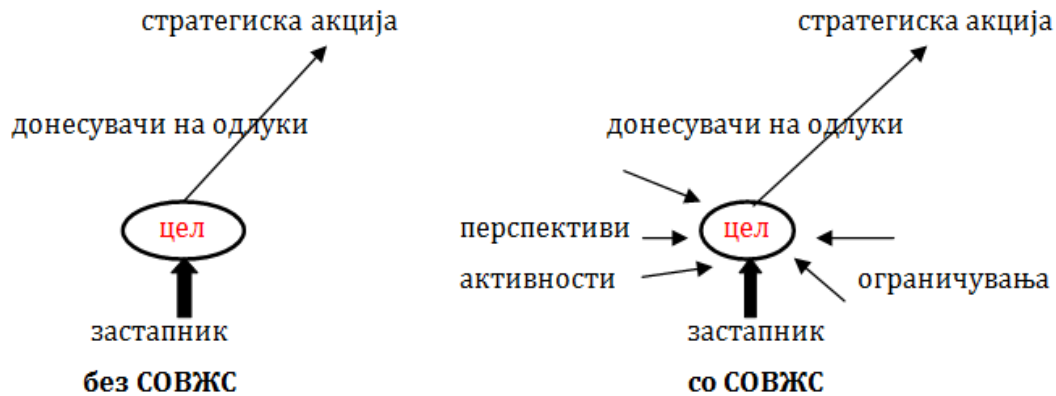 стратегиска акција
донесувачи на одлуки
цел
застапник
без СОВЖС
стратегиска акција
донесувачи на одлуки
цел
перспективи
активности
ограничувања
застапник
со СОВЖС